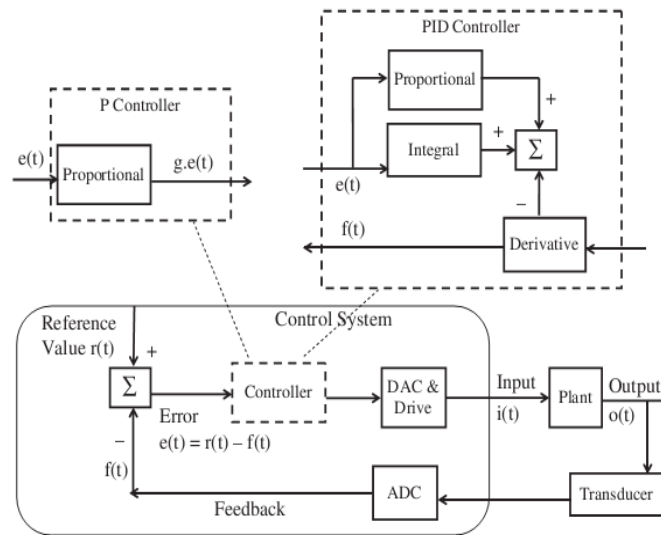 PID Controller
P Controller
Proportional
+
e(t)
g.e(t)
Proportional
+
Integral
Σ
e(t)
−
f(t)
Derivative
Reference
Value r(t)
Control System
+
Σ
Controller
DAC &
Drive
Input
i(t)
Plant
Output
o(t)
Error
e(t) = r(t) − f(t)
−
f(t)
ADC
Transducer
Feedback